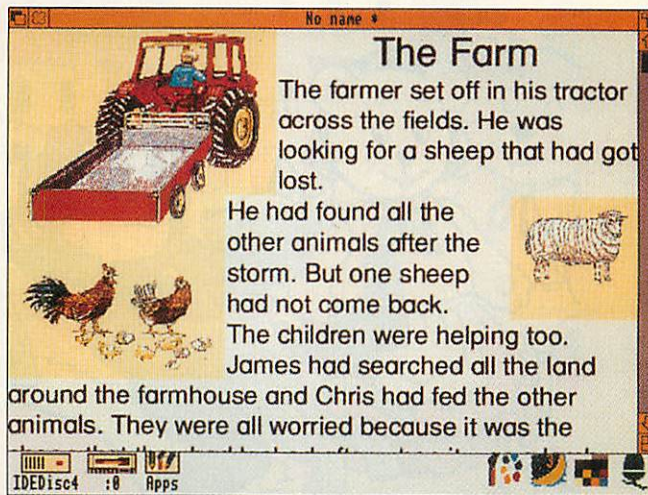 No name *
The Farm
The farmer set off in his tractor
across the fields. He was
looking for a sheep that had got
lost.
He had found all the
other animals after the
storm. But one sheep
had not come back.
The children were helping too.
James had searched all the land
around the farmhouse and Chris had fed the other
animals. They were all worried because it was the
IDEDisc4 :0 Apps